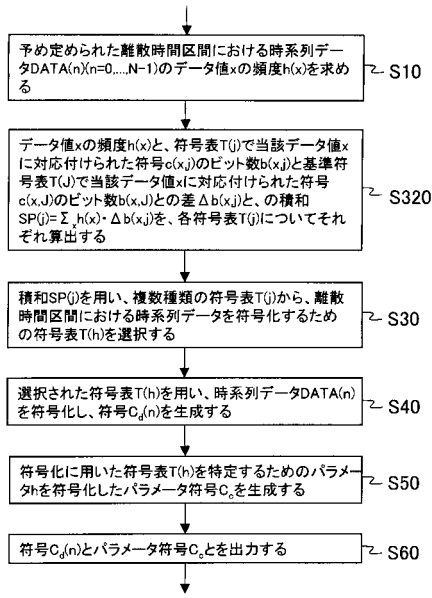 予め定められた離散時間区間における時系列デー
タDATA(n)(n=0,...,N-1)のデータ値xの頻度h(x)を求め
る
S10
データ値xの頻度h(x)と、符号表T(j)で当該データ値x
に対応付けられた符号c(x,j)のビット数b(x,j)と基準符
号表T(J)で当該データ値xに対応付けられた符号
c(x,J)のビット数b(x,J)との差Δb(x,j)と、の積和
SP(j)=Σxh(x)・Δb(x,j)を、各符号表T(j)についてそれ
ぞれ算出する
S320
積和SP(j)を用い、複数種類の符号表T(j)から、離散
時間区間における時系列データを符号化するため
の符号表T(h)を選択する
S30
選択された符号表T(h)を用い、時系列データDATA(n)
を符号化し、符号Cd(n)を生成する
S40
符号化に用いた符号表T(h)を特定するためのパラメー
タhを符号化したパラメータ符号Ccを生成する
S50
符号Cd(n)とパラメータ符号Ccとを出力する
S60